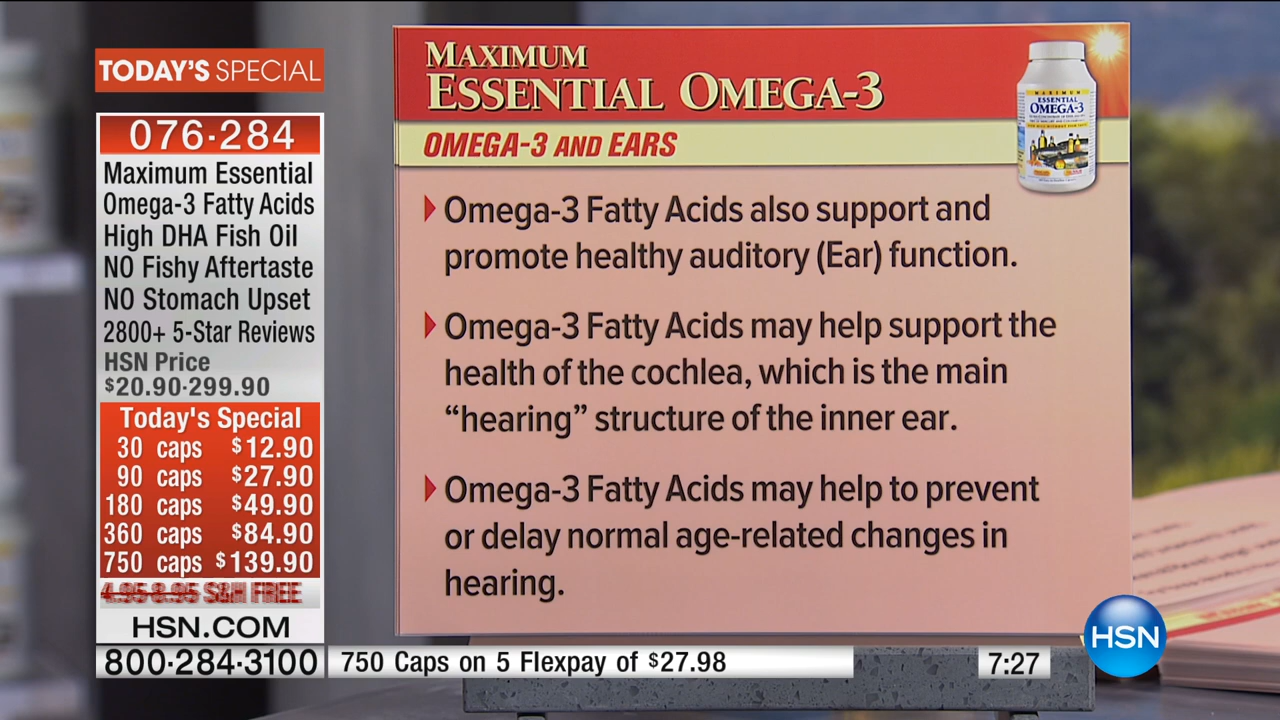 TODAY'S SPECIAL
076-284
Maximum Essential
Omega-3 Fatty Acids
High DHA Fish Oil
NO Fishy Aftertaste
NO Stomach Upset
2800+ 5-Star Reviews
HSN Price
$20.90-299.90
Today's Special
30 caps $12.90
90 caps $27.90
180 caps $49.90
360 caps $84.90
750 caps $139.90
4.95-8.95 S&H FREE
HSN.COM
800-284-3100
750 Caps on 5 Flexpay of $27.98
7:27
HSN
MAXIMUM
ESSENTIAL OMEGA-3
OMEGA-3 AND EARS
Omega-3 Fatty Acids also support and
promote healthy auditory (Ear) function.
Omega-3 Fatty Acids may help support the
health of the cochlea, which is the main
“hearing” structure of the inner ear.
Omega-3 Fatty Acids may help to prevent
or delay normal age-related changes in
hearing.
MAXIMUM
ESSENTIAL
OMEGA-3